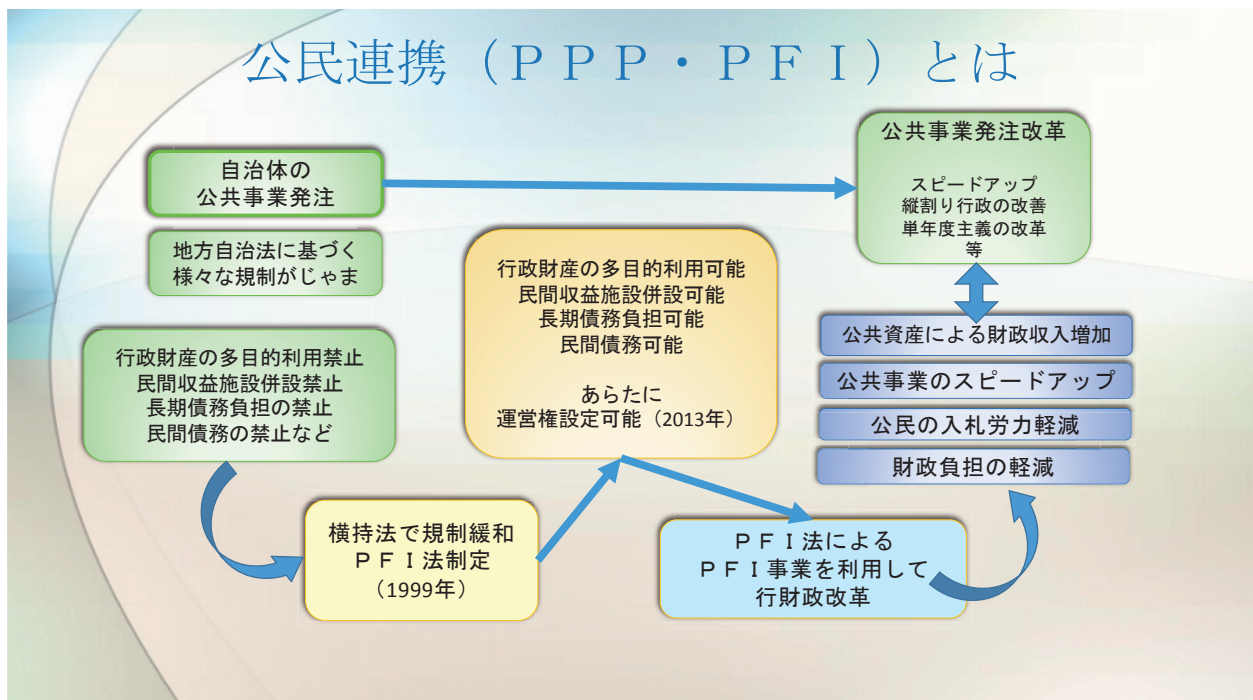 公民連携（ＰＰＰ・ＰＦＩ）とは
自治体の
公共事業発注
地方自治法に基づく
様々な規制がじゃま
行政財産の多目的利用禁止
民間収益施設併設禁止
長期債務負担の禁止
民間債務の禁止など
横持法で規制緩和
ＰＦＩ法制定
（1999年）
行政財産の多目的利用可能
民間収益施設併設可能
長期債務負担可能
民間債務可能
あらたに
運営権設定可能（2013年）
ＰＦＩ法による
ＰＦＩ事業を利用して
行財政改革
公共事業発注改革
スピードアップ
縦割り行政の改善
単年度主義の改革
等
公共資産による財政収入増加
公共事業のスピードアップ
公民の入札労力軽減
財政負担の軽減